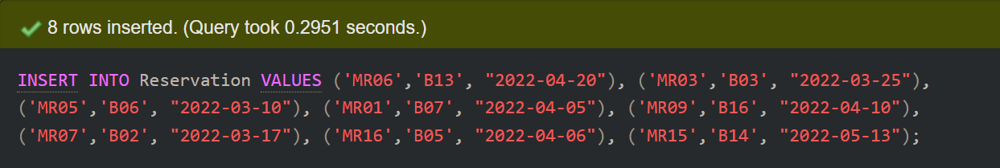 8 rows inserted. (Query took 0.2951 seconds.)
INSERT INTO Reservation VALUES ('MR06','B13', "2022-04-20"), ('MR03','B03', "2022-03-25"),
('MR05','B06', "2022-03-10"), ('MR01','B07', "2022-04-05"), ('MR09','B16', "2022-04-10"),
('MR07','B02', "2022-03-17"), ('MR16','B05', "2022-04-06"), ('MR15','B14', "2022-05-13");